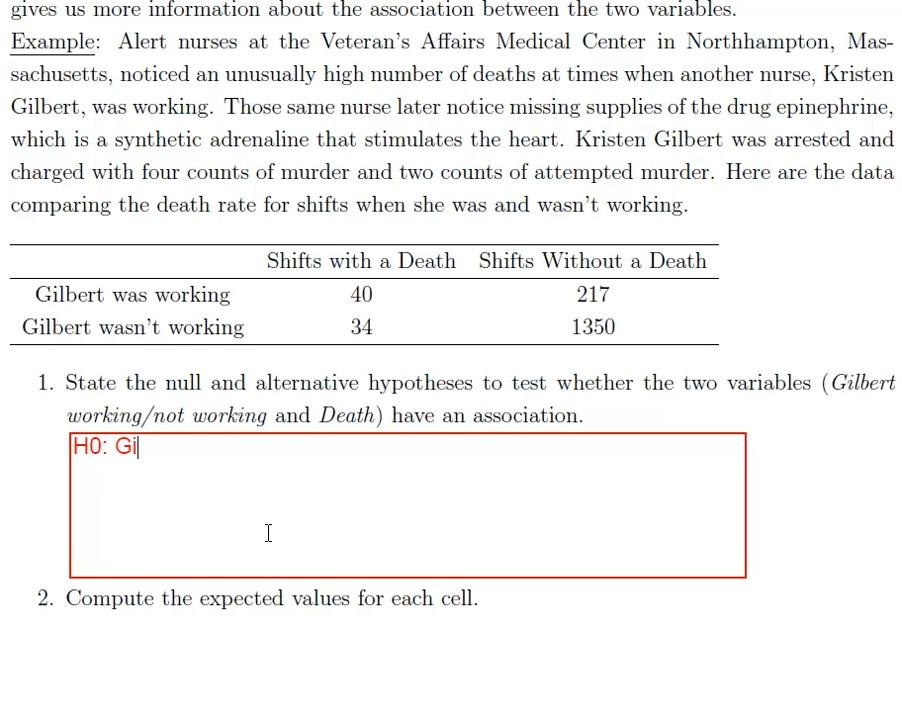 gives us more information about the association between the two variables.
Example: Alert nurses at the Veteran's Affairs Medical Center in Northhampton, Mas-
sachusetts, noticed an unusually high number of deaths at times when another nurse, Kristen
Gilbert, was working. Those same nurse later notice missing supplies of the drug epinephrine,
which is a synthetic adrenaline that stimulates the heart. Kristen Gilbert was arrested and
charged with four counts of murder and two counts of attempted murder. Here are the data
comparing the death rate for shifts when she was and wasn't working.
Shifts with a Death Shifts Without a Death
Gilbert was working 40 217
Gilbert wasn't working 34 1350
1. State the null and alternative hypotheses to test whether the two variables (Gilbert
working/not working and Death) have an association.
H0: Gi
2. Compute the expected values for each cell.